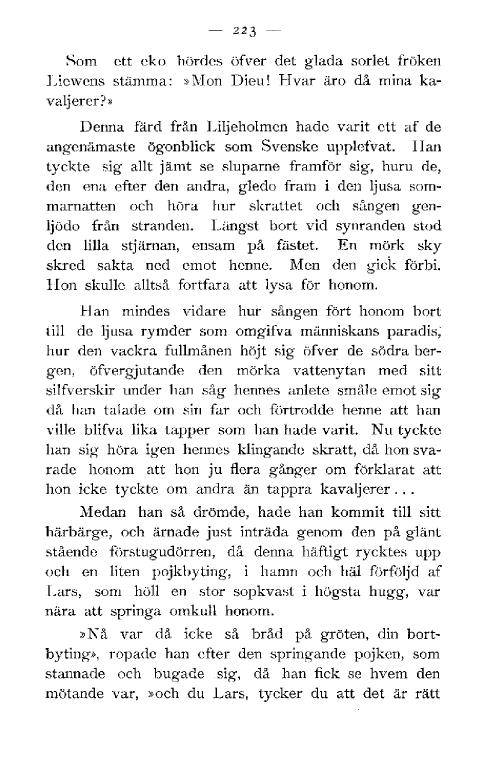 — 223 —
Som ett eko hördes öfver det glada sorlet fröken
Liewens stämma: »Mon Dieu! Hvar äro då mina ka-
valjerer?»
Denna färd från Liljeholmen hade varit ett af de
angenämaste ögonblick som Svenske upplefvat. Han
tyckte sig allt jämt se sluparne framför sig, huru de,
den ena efter den andra, gledo fram i den ljusa som-
marnatten och höra hur skrattet och sången gen-
ljödo från stranden. Längst bort vid synranden stod
den lilla stjärnan, ensam på fästet. En mörk sky
skred sakta ned emot henne. Men den gick förbi.
Hon skulle alltså fortfara att lysa för honom.
Han mindes vidare hur sången fört honom bort
till de ljusa rymder som omgifva människans paradis,
hur den vackra fullmånen höjt sig öfver de södra ber-
gen, öfvergjutande den mörka vattenytan med sitt
silfverskir under han såg hennes anlete småle emot sig
då han talade om sin far och förtrodde henne att han
ville blifva lika tapper som han hade varit. Nu tyckte
han sig höra igen hennes klingande skratt, då hon sva-
rade honom att hon ju flera gånger om förklarat att
hon icke tyckte om andra än tappra kavaljerer...
Medan han så drömde, hade han kommit till sitt
härbärge, och ärnade just inträda genom den på glänt
stående förstugudörren, då denna häftigt rycktes upp
och en liten pojkbyting, i hamn och häl förföljd af
Lars, som höll en stor sopkvast i högsta hugg, var
nära att springa omkull honom.
»Nå var då icke så bråd på gröten, din bort-
byting», ropade han efter den springande pojken, som
stannade och bugade sig, då han fick se hvem den
mötande var, »och du Lars, tycker du att det är rätt